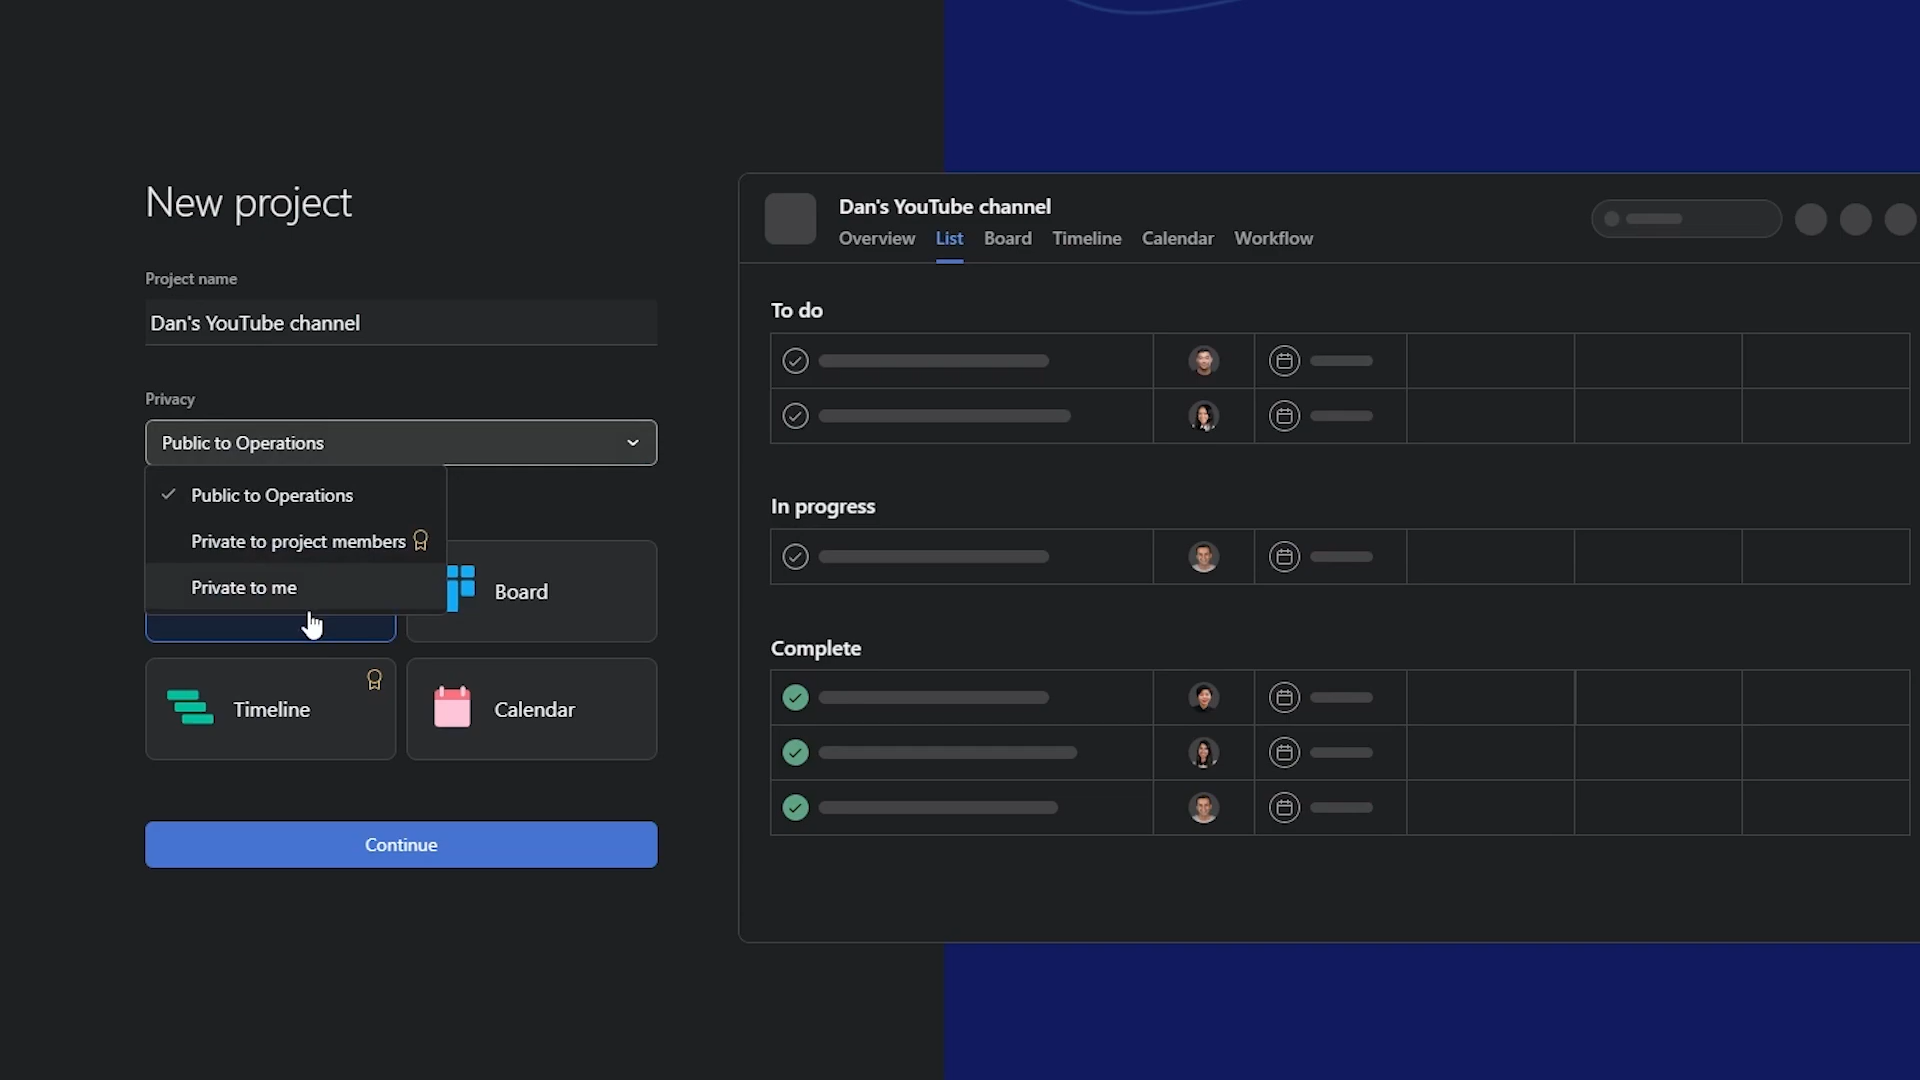 New project
Project name
Dan's YouTube channel
Privacy
Public to Operations
Public to Operations
Private to project members
Private to me
Board
Timeline
Calendar
Continue
Dan's YouTube channel
Overview List Board Timeline Calendar Workflow
To do
In progress
Complete